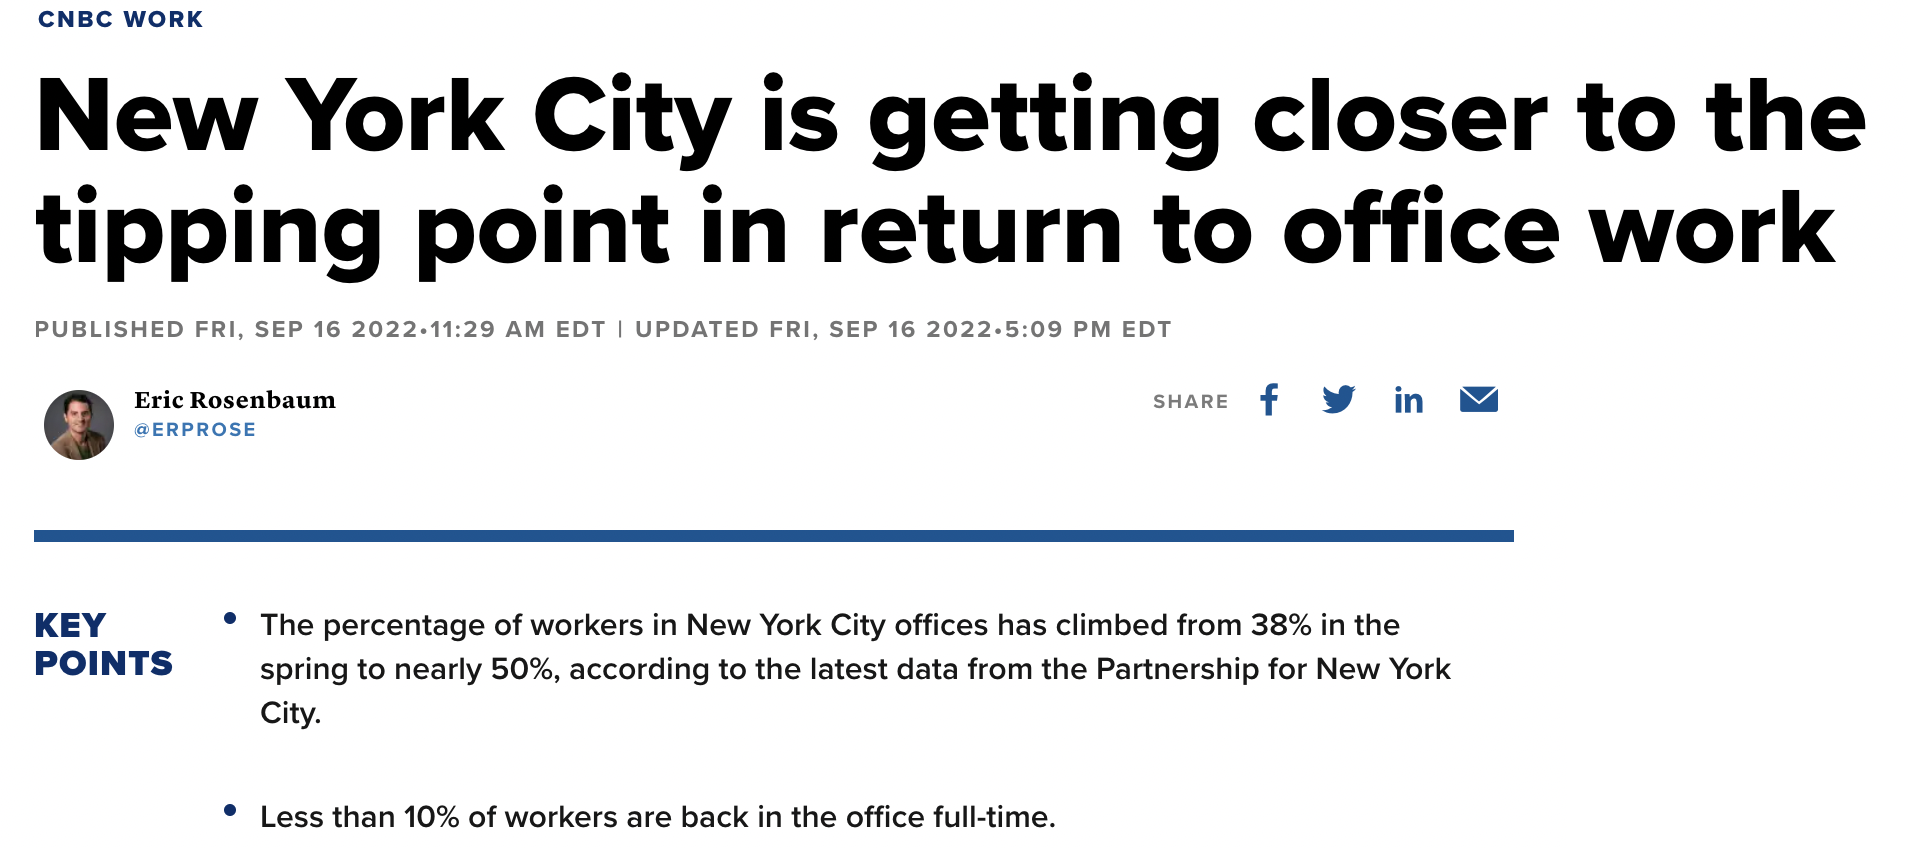 CNBC WORK
New York City is getting closer to the
tipping point in return to office work
PUBLISHED FRI, SEP 16 2022•11:29 AM EDT | UPDATED FRI, SEP 16 2022•5:09 PM EDT
Eric Rosenbaum
@ERPROSE
SHARE
KEY
POINTS
• The percentage of workers in New York City offices has climbed from 38% in the
spring to nearly 50%, according to the latest data from the Partnership for New York
City.
• Less than 10% of workers are back in the office full-time.